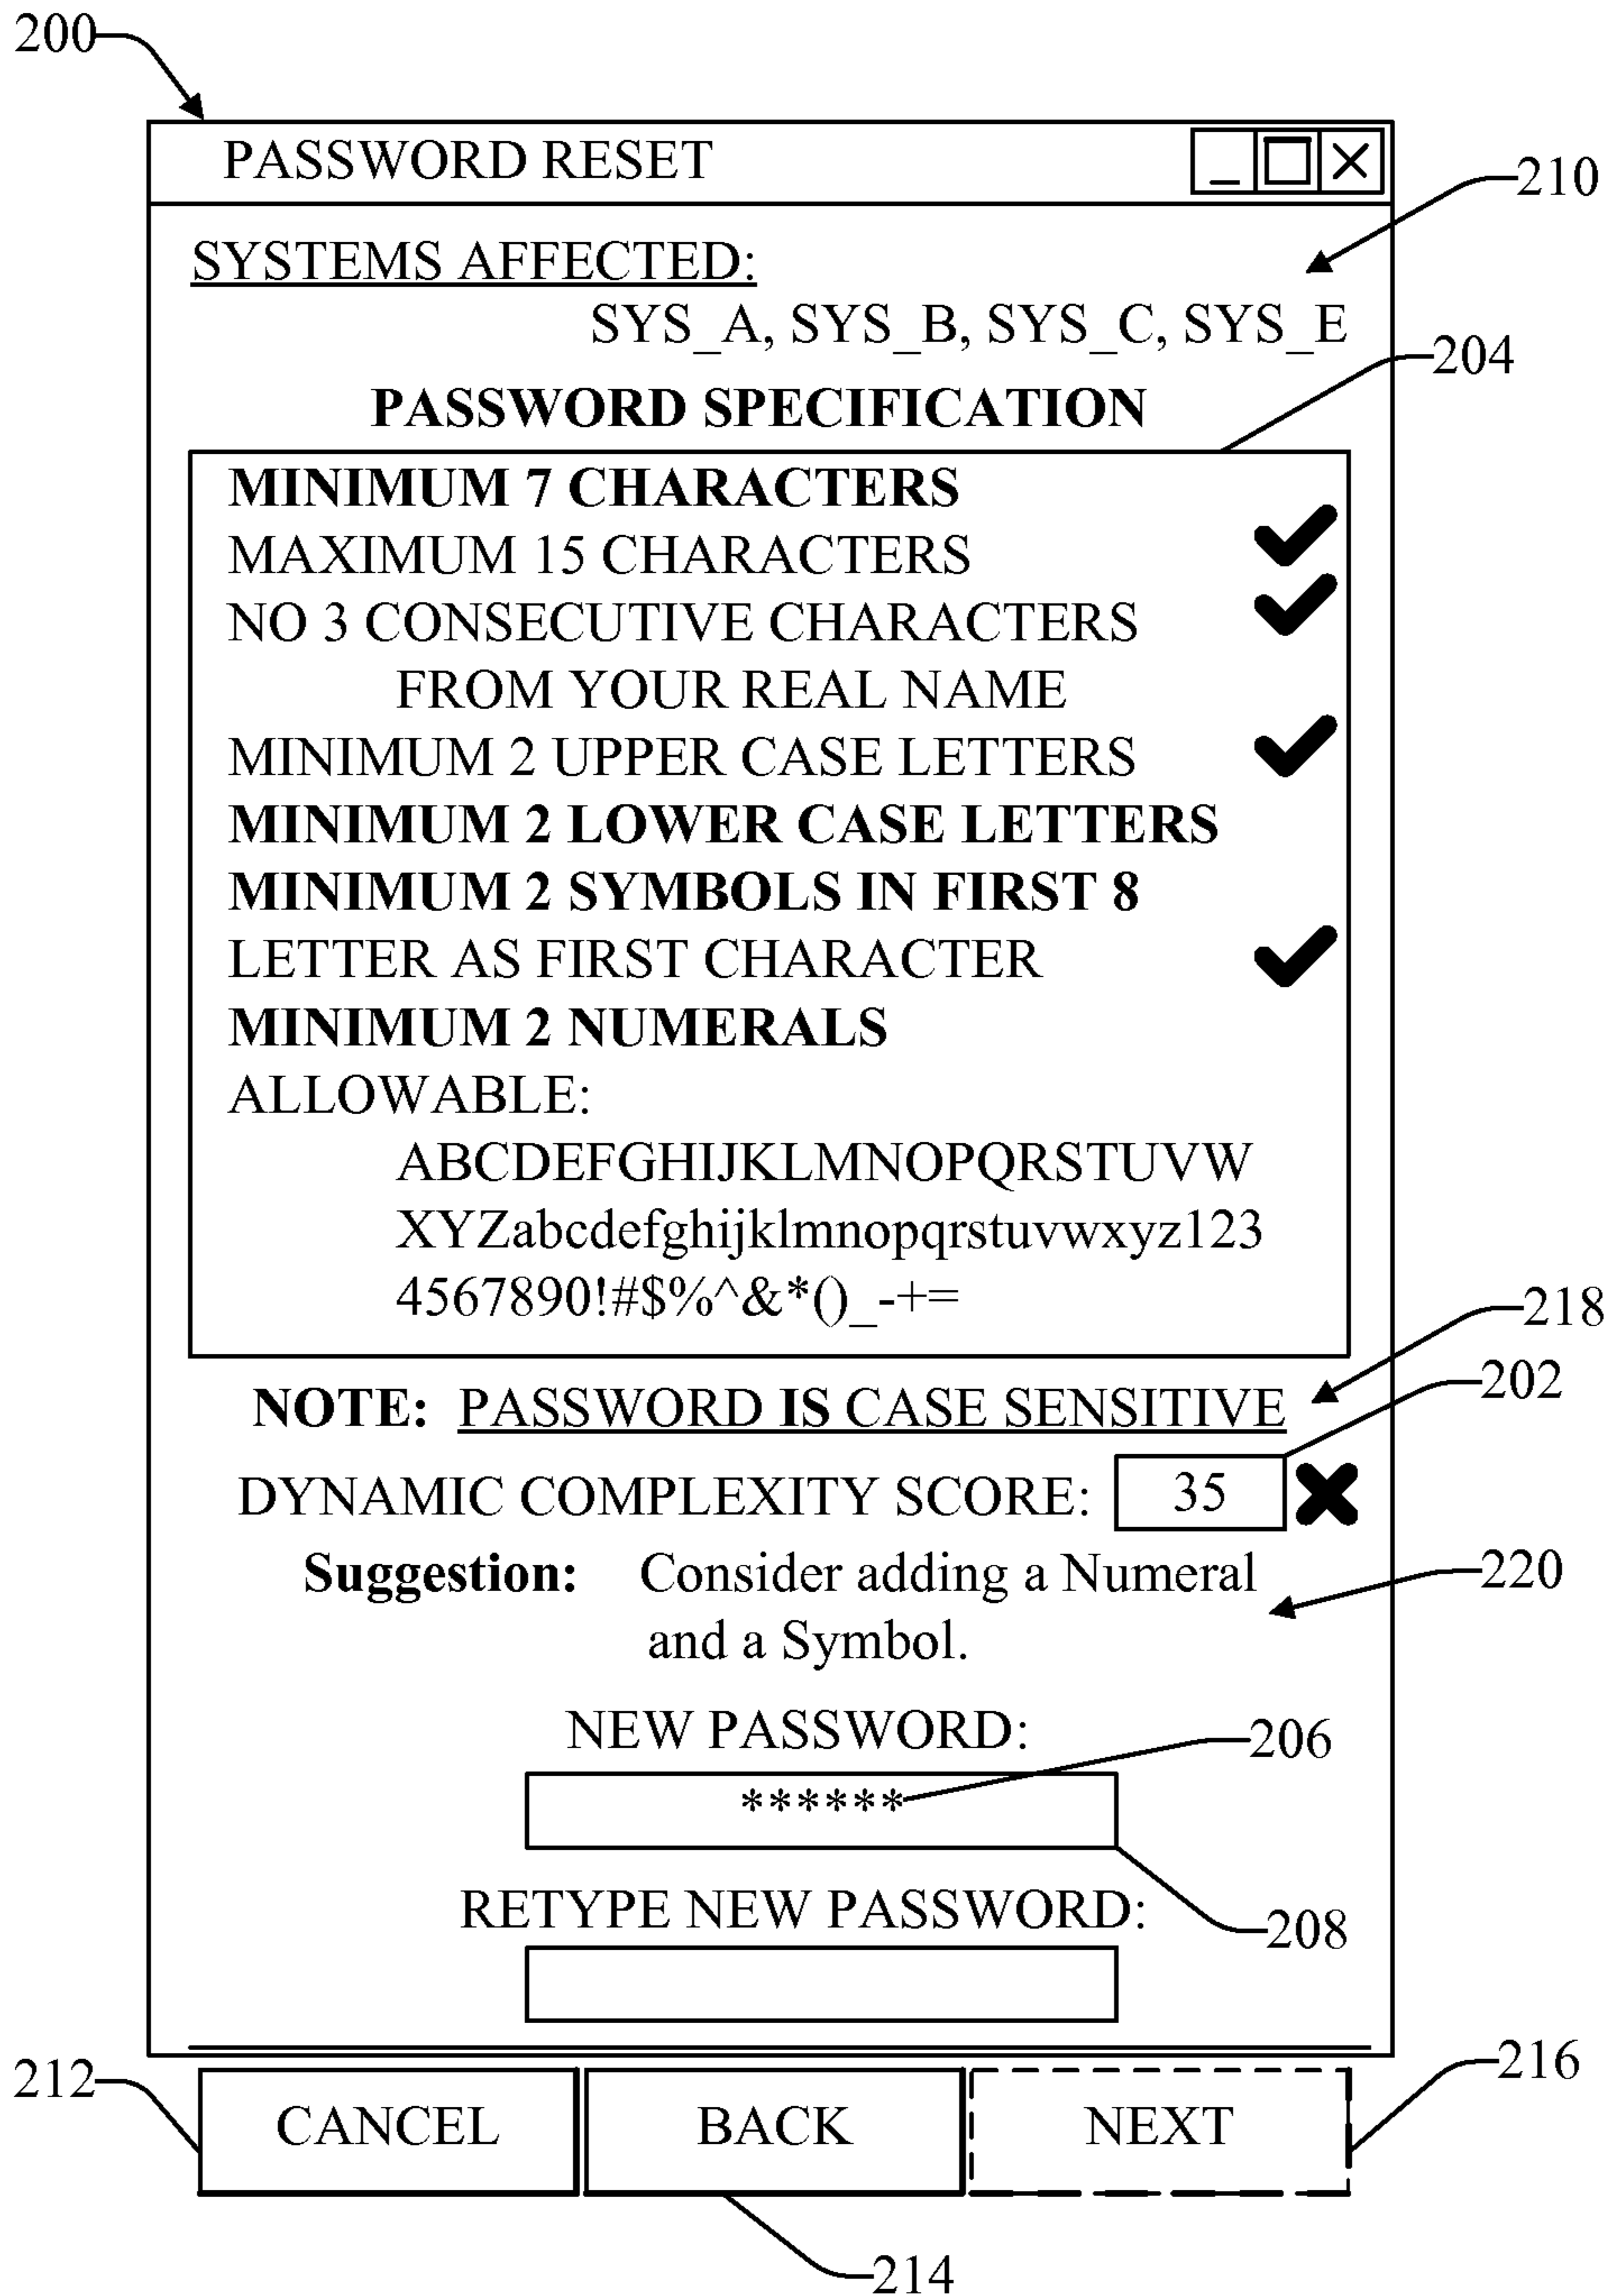 200
PASSWORD RESET
210
SYSTEMS AFFECTED:
SYS_A, SYS_B, SYS_C, SYS_E
204
PASSWORD SPECIFICATION
MINIMUM 7 CHARACTERS
MAXIMUM 15 CHARACTERS
NO 3 CONSECUTIVE CHARACTERS
FROM YOUR REAL NAME
MINIMUM 2 UPPER CASE LETTERS
MINIMUM 2 LOWER CASE LETTERS
MINIMUM 2 SYMBOLS IN FIRST 8
LETTER AS FIRST CHARACTER
MINIMUM 2 NUMERALS
ALLOWABLE:
ABCDEFGHIJKLMNOPQRSTUVW
XYZabcdefghijklmnopqrstuvwxyz123
4567890!#$%^&*()_-+=
218
NOTE: PASSWORD IS CASE SENSITIVE
202
DYNAMIC COMPLEXITY SCORE: 35
Suggestion: Consider adding a Numeral
220
and a Symbol.
NEW PASSWORD:
206
******
RETYPE NEW PASSWORD:
208
212
216
CANCEL BACK NEXT
214